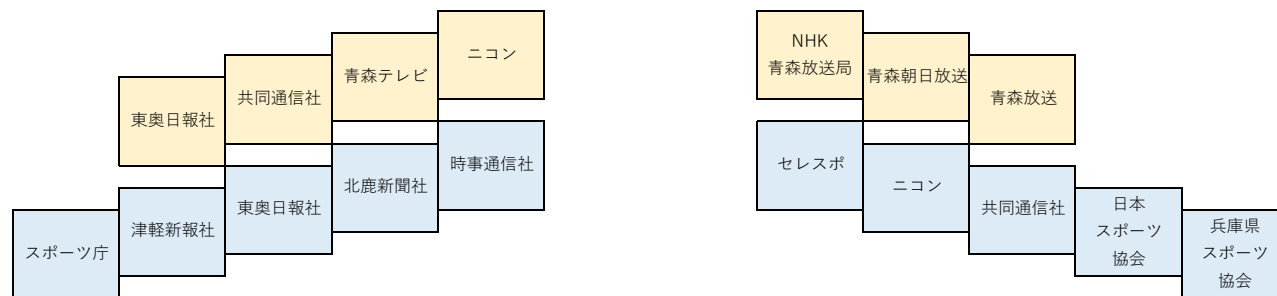 東奥日報社
共同通信社
青森テレビ
ニコン
NHK
青森放送局
青森朝日放送
青森放送
スポーツ庁
津軽新報社
東奥日報社
北鹿新聞社
時事通信社
セレスポ
ニコン
共同通信社
日本
スポーツ
協会
兵庫県
スポーツ
協会